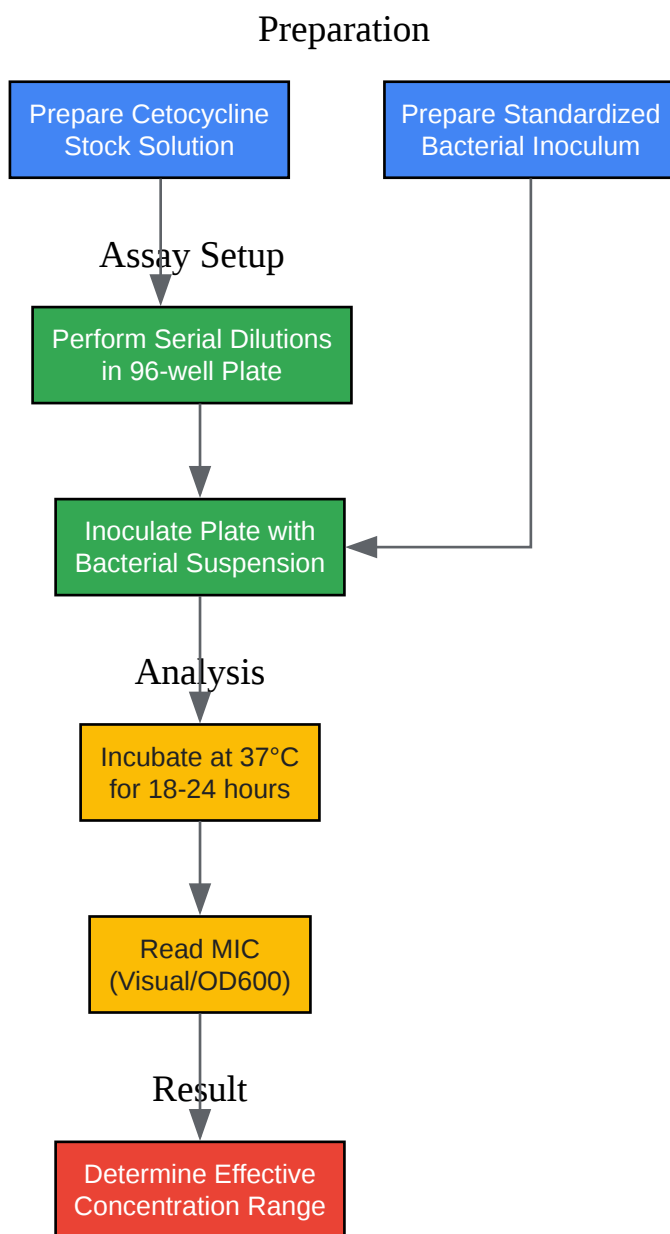 Preparation
Prepare Cetocycline
Stock Solution
Prepare Standardized
Bacterial Inoculum
Assay Setup
Perform Serial Dilutions
in 96-well Plate
Inoculate Plate with
Bacterial Suspension
Analysis
Incubate at 37°C
for 18-24 hours
Read MIC
(Visual/OD600)
Result
Determine Effective
Concentration Range